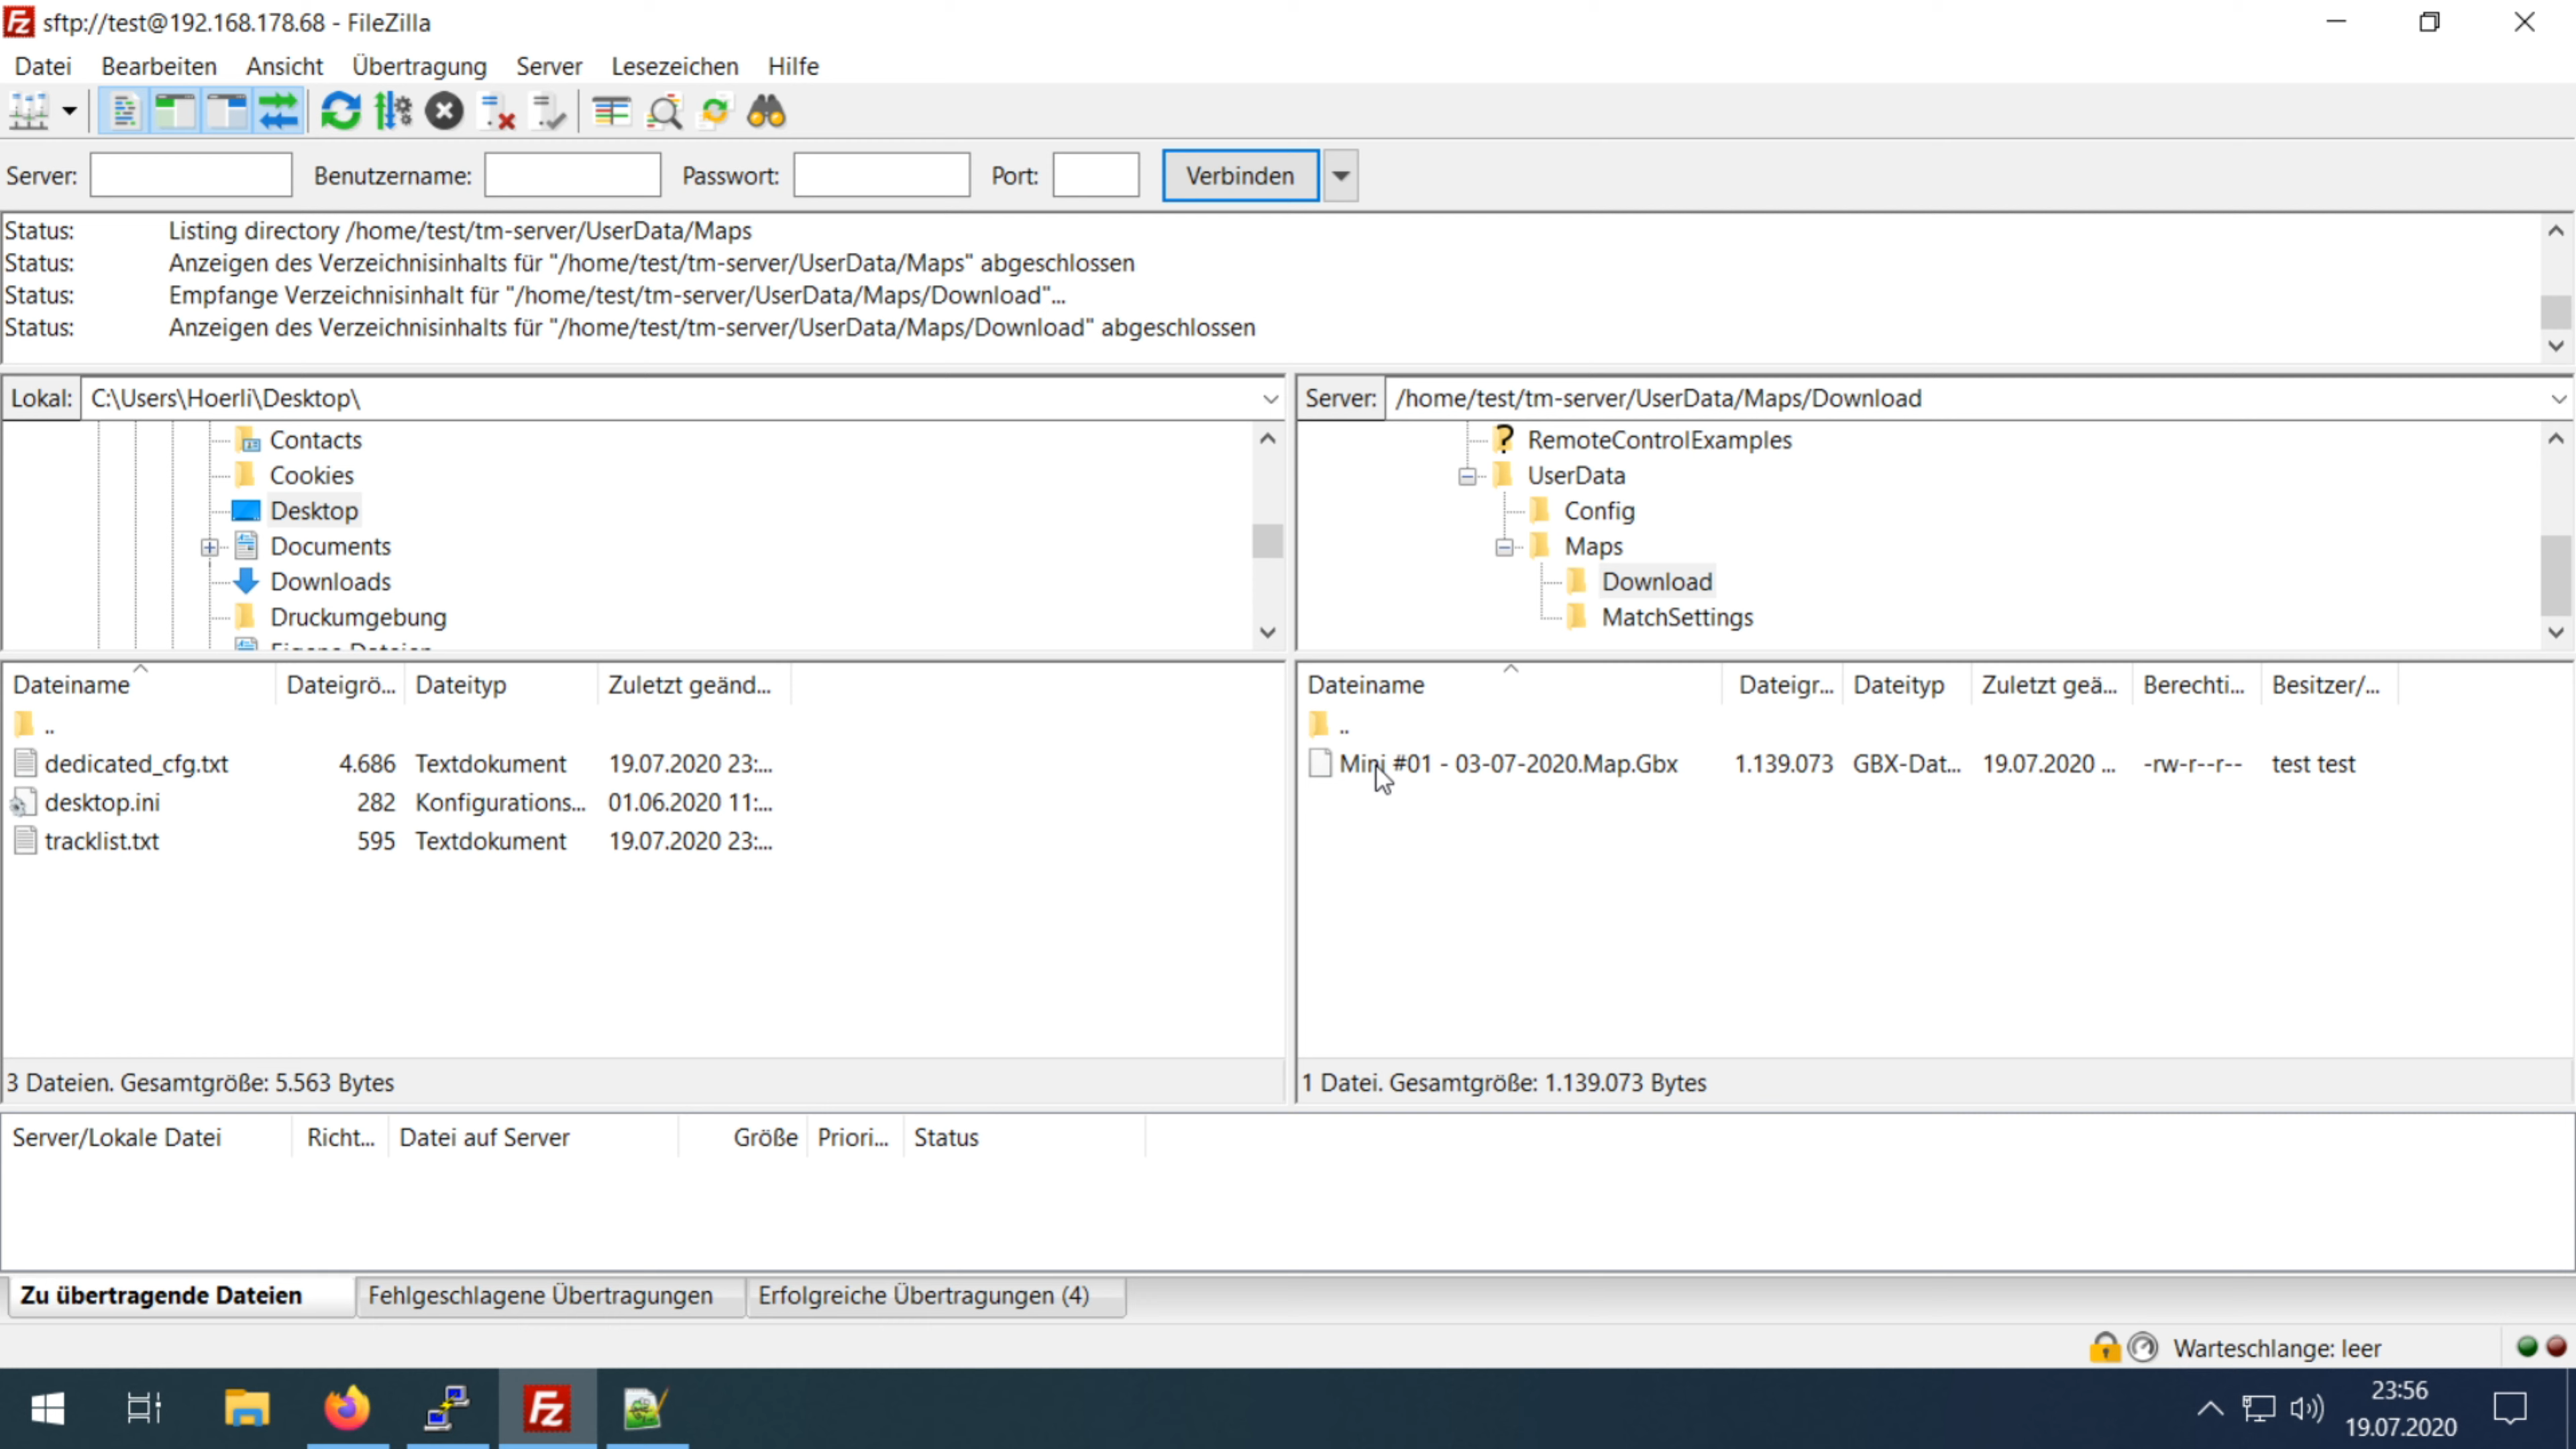 sftp://test@192.168.178.68 - FileZilla
Datei Bearbeiten Ansicht Übertragung Server Lesezeichen Hilfe
Server: Benutzername: Passwort: Port: Verbinden
Status: Listing directory /home/test/tm-server/UserData/Maps
Status: Anzeigen des Verzeichnisinhalts für "/home/test/tm-server/UserData/Maps" abgeschlossen
Status: Empfange Verzeichnisinhalt für "/home/test/tm-server/UserData/Maps/Download"...
Status: Anzeigen des Verzeichnisinhalts für "/home/test/tm-server/UserData/Maps/Download" abgeschlossen
Lokal: C:\Users\Hoerli\Desktop\
Contacts
Cookies
Desktop
Documents
Downloads
Druckumgebung
Server: /home/test/tm-server/UserData/Maps/Download
RemoteControlExamples
UserData
Config
Maps
Download
MatchSettings
Dateiname Dateigrö... Dateityp Zuletzt geänd...
..
dedicated_cfg.txt 4.686 Textdokument 19.07.2020 23:...
desktop.ini 282 Konfigurations... 01.06.2020 11:...
tracklist.txt 595 Textdokument 19.07.2020 23:...
3 Dateien. Gesamtgröße: 5.563 Bytes
Dateiname Dateigr... Dateityp Zuletzt geä... Berechti... Besitzer/...
..
Mini #01 - 03-07-2020.Map.Gbx 1.139.073 GBX-Dat... 19.07.2020 ... -rw-r--r-- test test
1 Datei. Gesamtgröße: 1.139.073 Bytes
Server/Lokale Datei Richt... Datei auf Server Größe Priori... Status
Zu übertragende Dateien Fehlgeschlagene Übertragungen Erfolgreiche Übertragungen (4)
Warteschlange: leer
23:56
19.07.2020